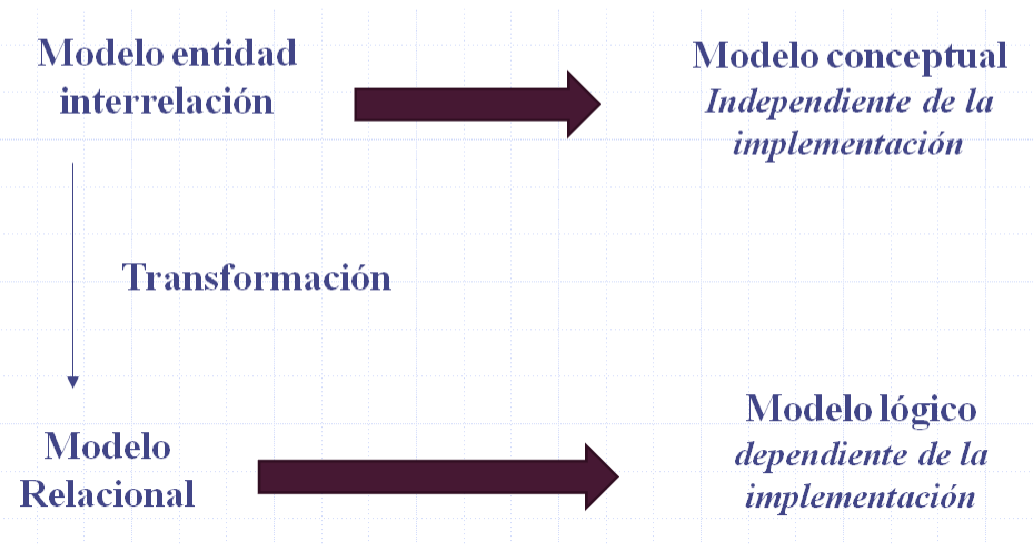 Modelo entidad
interrelación
Modelo conceptual
Independiente de la
implementación
Transformación
Modelo
Relacional
Modelo lógico
dependiente de la
implementación